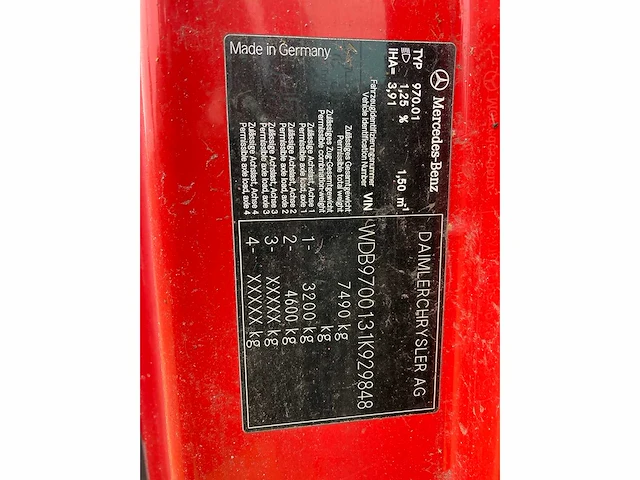 Mercedes-Benz
DAIMLERCHRYSLER AG
TYP 970.01
1,25 % 1,50 m⁻¹
IHA= 3,91
Fahrzeugidentifizierungsnummer
Vehicle Identification Number VIN
WDB9700131K929848
Zulässiges Gesamtgewicht
Permissible total weight
7490 kg
Zulässiges Zug-Gesamtgewicht
Permissible combination-weight
kg
Zulässige Achslast, Achse 1
Permissible axle load, axle 1
1- 3200 kg
Zulässige Achslast, Achse 2
Permissible axle load, axle 2
2- 4600 kg
Zulässige Achslast, Achse 3
Permissible axle load, axle 3
3- XXXXX kg
Zulässige Achslast, Achse 4
Permissible axle load, axle 4
4- XXXXX kg
Made in Germany